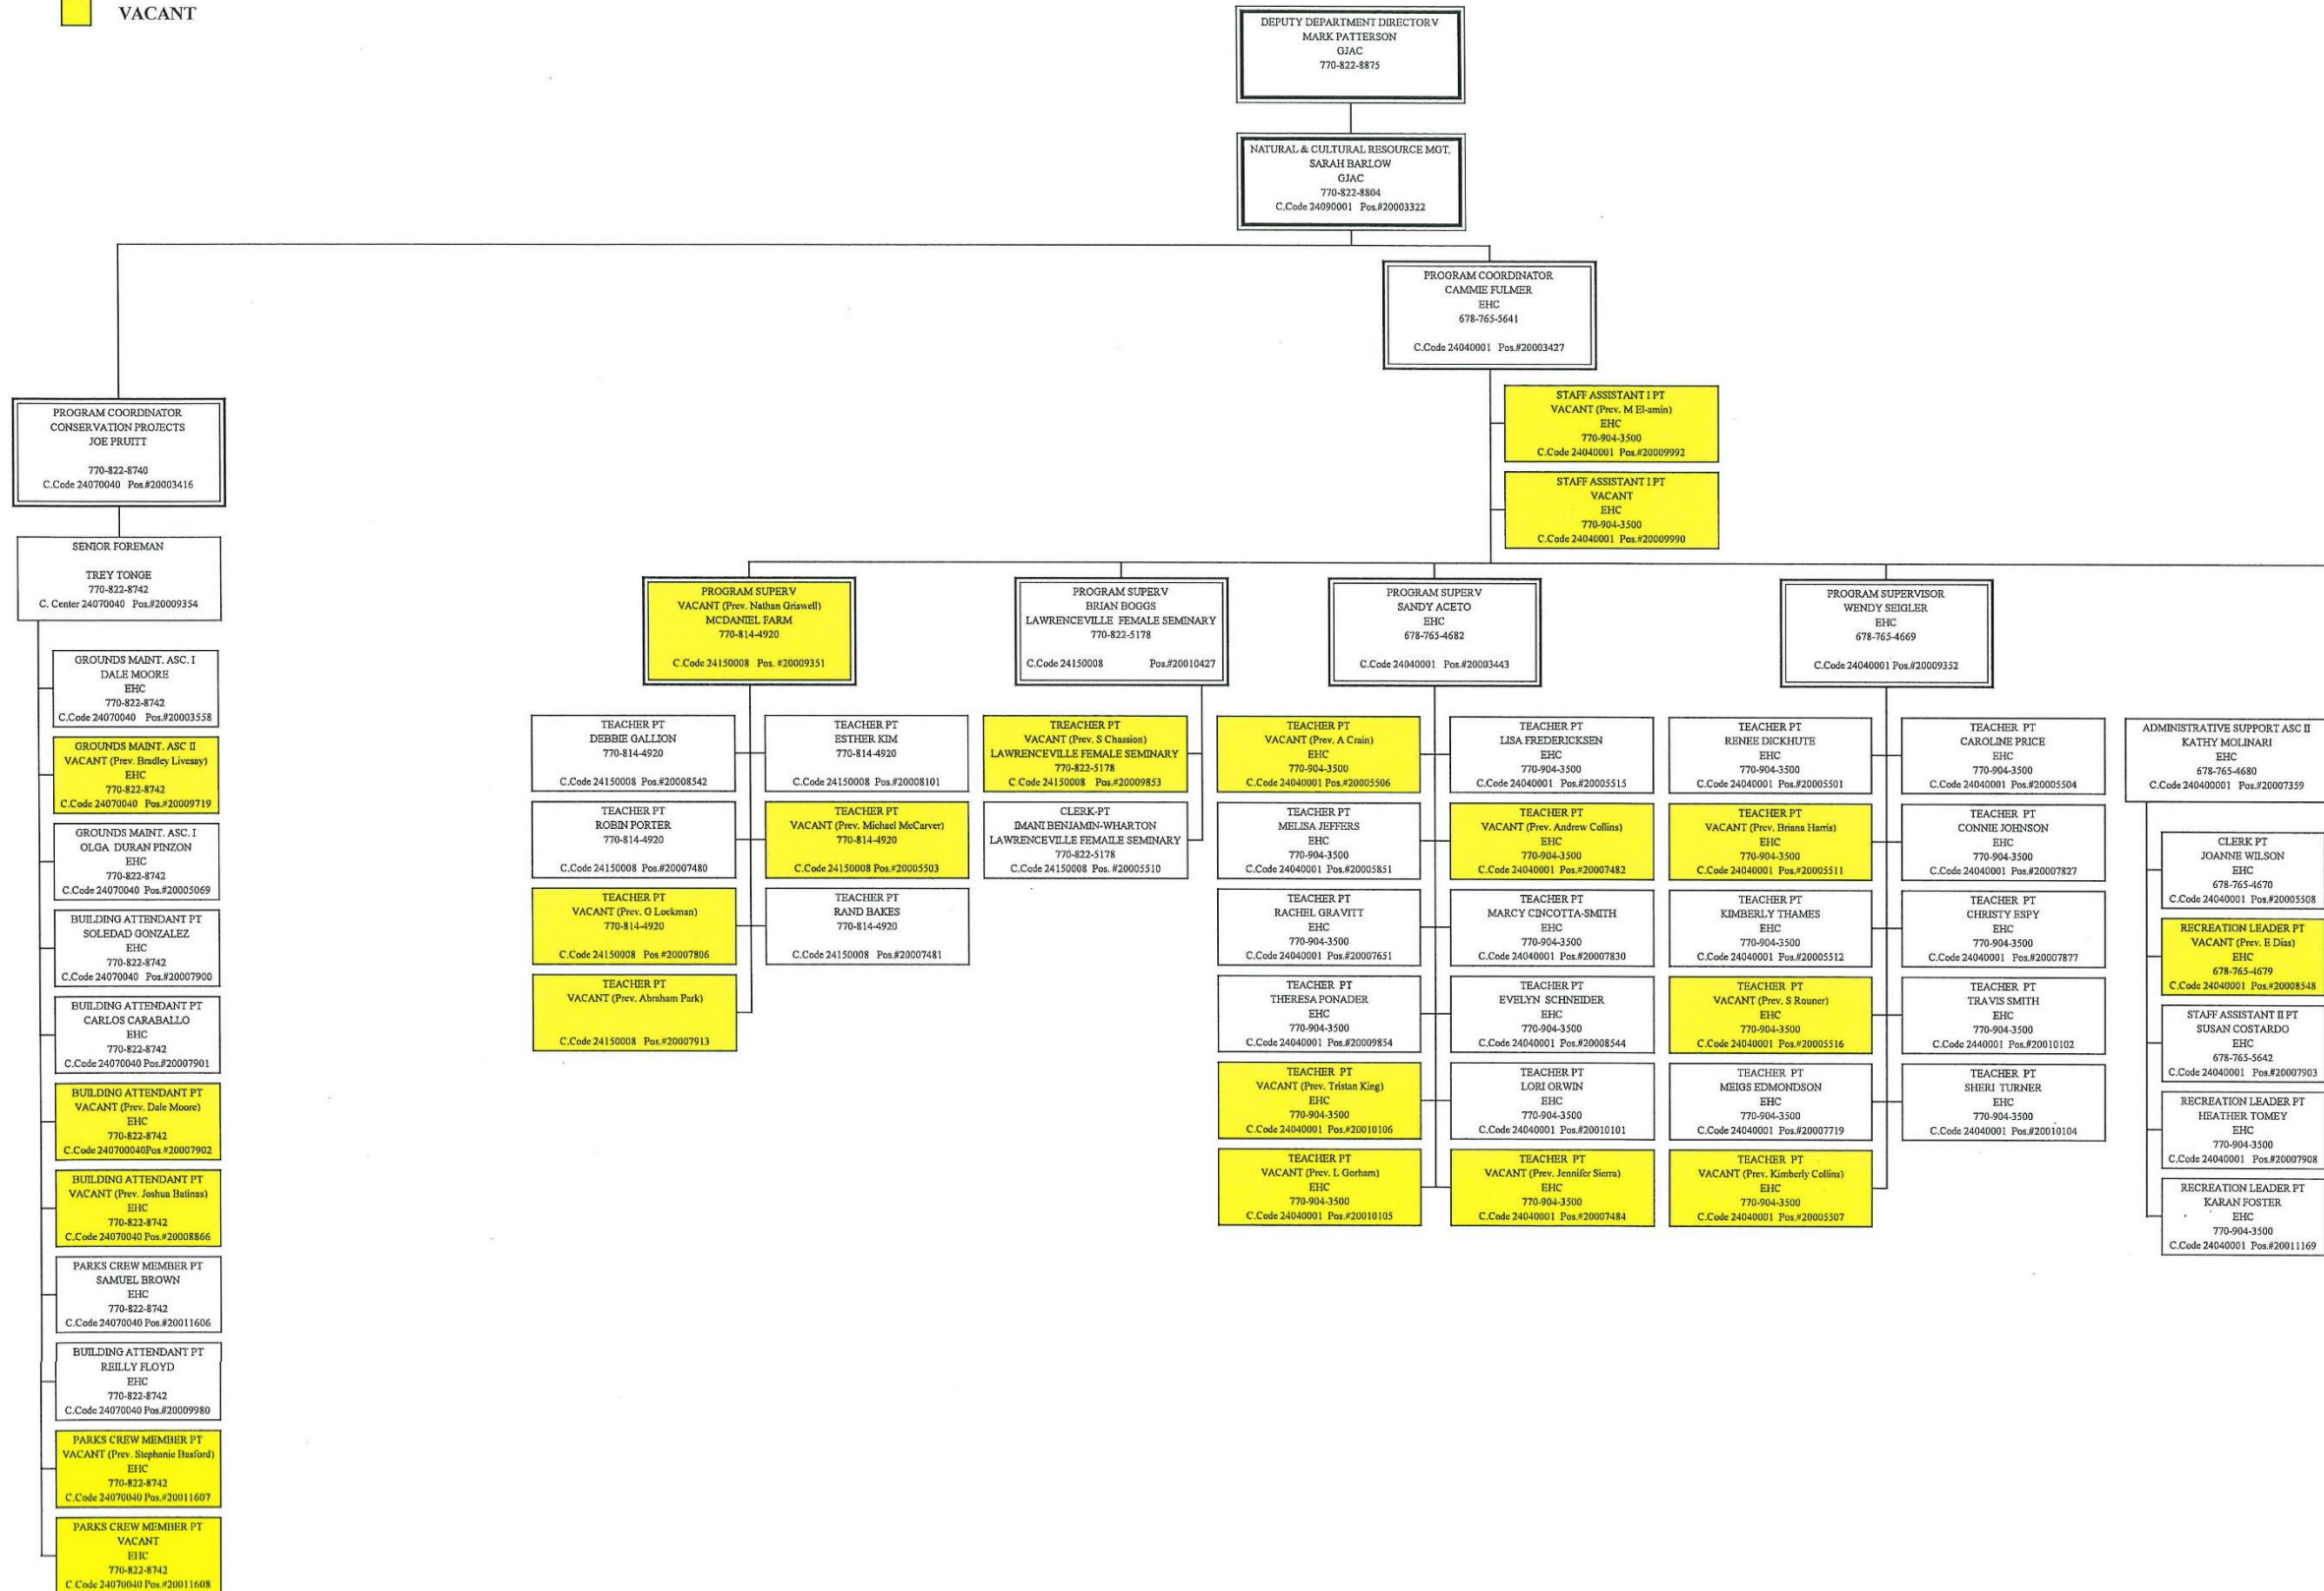 VACANT
DEPUTY DEPARTMENT DIRECTOR V
MARK PATTERSON
GJAC
770-822-8875
NATURAL & CULTURAL RESOURCE MGT.
SARAH BARLOW
GJAC
770-822-8804
C.Code 24090001 Pos.#20003322
PROGRAM COORDINATOR
CAMMIE FULMER
EHC
678-765-5641
C.Code 24040001 Pos.#20003427
STAFF ASSISTANT I PT
VACANT (Prev. M El-amin)
EHC
770-904-3500
C.Code 24040001 Pos.#20009992
STAFF ASSISTANT I PT
VACANT
EHC
770-904-3500
C.Code 24040001 Pos.#20009990
PROGRAM COORDINATOR
CONSERVATION PROJECTS
JOE PRUITT
770-822-8740
C.Code 24070040 Pos.#20003416
SENIOR FOREMAN
TREY TONGE
770-822-8742
C. Center 24070040 Pos.#20009354
GROUNDS MAINT. ASC. I
DALE MOORE
EHC
770-822-8742
C.Code 24070040 Pos.#20003558
GROUNDS MAINT. ASC II
VACANT (Prev. Bradley Livesay)
EHC
770-822-8742
C.Code 24070040 Pos.#20009719
GROUNDS MAINT. ASC. I
OLGA DURAN PINZON
EHC
770-822-8742
C.Code 24070040 Pos.#20005069
BUILDING ATTENDANT PT
SOLEDAD GONZALEZ
EHC
770-822-8742
C.Code 24070040 Pos.#20007900
BUILDING ATTENDANT PT
CARLOS CARABALLO
EHC
770-822-8742
C.Code 24070040 Pos.#20007901
BUILDING ATTENDANT PT
VACANT (Prev. Dale Moore)
EHC
770-822-8742
C.Code 240700040Pos.#20007902
BUILDING ATTENDANT PT
VACANT (Prev. Joshua Batinas)
EHC
770-822-8742
C.Code 24070040 Pos.#20008866
PARKS CREW MEMBER PT
SAMUEL BROWN
EHC
770-822-8742
C.Code 24070040 Pos.#20011606
BUILDING ATTENDANT PT
REILLY FLOYD
EHC
770-822-8742
C.Code 24070040 Pos.#20009980
PARKS CREW MEMBER PT
VACANT (Prev. Stephanie Basford)
EHC
770-822-8742
C.Code 24070040 Pos.#20011607
PARKS CREW MEMBER PT
VACANT
EHC
770-822-8742
C.Code 24070040 Pos.#20011608
PROGRAM SUPERV
VACANT (Prev. Nathan Griswell)
MCDANIEL FARM
770-814-4920
C.Code 24150008 Pos. #20009351
TEACHER PT
DEBBIE GALLION
770-814-4920
C.Code 24150008 Pos.#20008542
TEACHER PT
ESTHER KIM
770-814-4920
C.Code 24150008 Pos.#20008101
TEACHER PT
ROBIN PORTER
770-814-4920
C.Code 24150008 Pos.#20007480
TEACHER PT
VACANT (Prev. Michael McCarver)
770-814-4920
C.Code 24150008 Pos.#20005503
TEACHER PT
VACANT (Prev. G Lockman)
770-814-4920
C.Code 24150008 Pos #20007806
TEACHER PT
RAND BAKES
770-814-4920
C.Code 24150008 Pos.#20007481
TEACHER PT
VACANT (Prev. Abraham Park)
C.Code 24150008 Pos.#20007913
PROGRAM SUPERV
BRIAN BOGGS
LAWRENCEVILLE FEMALE SEMINARY
770-822-5178
C.Code 24150008 Pos.#20010427
TREACHER PT
VACANT (Prev. S Chassion)
LAWRENCEVILLE FEMALE SEMINARY
770-822-5178
C Code 24150008 Pos.#20009853
CLERK-PT
IMANI BENJAMIN-WHARTON
LAWRENCEVILLE FEMAILE SEMINARY
770-822-5178
C.Code 24150008 Pos. #20005510
PROGRAM SUPERV
SANDY ACETO
EHC
678-765-4682
C.Code 24040001 Pos.#20003443
TEACHER PT
VACANT (Prev. A Crain)
EHC
770-904-3500
C.Code 24040001 Pos.#20005506
TEACHER PT
LISA FREDERICKSEN
EHC
770-904-3500
C.Code 24040001 Pos.#20005515
TEACHER PT
MELISA JEFFERS
EHC
770-904-3500
C.Code 24040001 Pos.#20005851
TEACHER PT
VACANT (Prev. Andrew Collins)
EHC
770-904-3500
C.Code 24040001 Pos.#20007482
TEACHER PT
RACHEL GRAVITT
EHC
770-904-3500
C.Code 24040001 Pos.#20007651
TEACHER PT
MARCY CINCOTTA-SMITH
EHC
770-904-3500
C.Code 24040001 Pos.#20007830
TEACHER PT
THERESA PONADER
EHC
770-904-3500
C.Code 24040001 Pos.#20009854
TEACHER PT
EVELYN SCHNEIDER
EHC
770-904-3500
C.Code 24040001 Pos.#20008544
TEACHER PT
VACANT (Prev. Tristan King)
EHC
770-904-3500
C.Code 24040001 Pos.#20010106
TEACHER PT
LORI ORWIN
EHC
770-904-3500
C.Code 24040001 Pos.#20010101
TEACHER PT
VACANT (Prev. L Gorham)
EHC
770-904-3500
C.Code 24040001 Pos.#20010105
TEACHER PT
VACANT (Prev. Jennifer Sierra)
EHC
770-904-3500
C.Code 24040001 Pos.#20007484
PROGRAM SUPERVISOR
WENDY SEIGLER
EHC
678-765-4669
C.Code 24040001 Pos.#20009352
TEACHER PT
RENEE DICKHUTE
EHC
770-904-3500
C.Code 24040001 Pos.#20005501
TEACHER PT
CAROLINE PRICE
EHC
770-904-3500
C.Code 24040001 Pos.#20005504
TEACHER PT
VACANT (Prev. Briana Harris)
EHC
770-904-3500
C.Code 24040001 Pos.#20005511
TEACHER PT
CONNIE JOHNSON
EHC
770-904-3500
C.Code 24040001 Pos.#20007827
TEACHER PT
KIMBERLY THAMES
EHC
770-904-3500
C.Code 24040001 Pos.#20005512
TEACHER PT
CHRISTY ESPY
EHC
770-904-3500
C.Code 24040001 Pos.#20007877
TEACHER PT
VACANT (Prev. S Rouner)
EHC
770-904-3500
C.Code 24040001 Pos.#20005516
TEACHER PT
TRAVIS SMITH
EHC
770-904-3500
C.Code 2440001 Pos.#20010102
TEACHER PT
MEIGS EDMONDSON
EHC
770-904-3500
C.Code 24040001 Pos.#20007719
TEACHER PT
SHERI TURNER
EHC
770-904-3500
C.Code 24040001 Pos.#20010104
TEACHER PT
VACANT (Prev. Kimberly Collins)
EHC
770-904-3500
C.Code 24040001 Pos.#20005507
ADMINISTRATIVE SUPPORT ASC II
KATHY MOLINARI
EHC
678-765-4680
C.Code 240400001 Pos.#20007359
CLERK PT
JOANNE WILSON
EHC
678-765-4670
C.Code 24040001 Pos.#20005508
RECREATION LEADER PT
VACANT (Prev. E Dias)
EHC
678-765-4679
C.Code 24040001 Pos.#20008548
STAFF ASSISTANT II PT
SUSAN COSTARDO
EHC
678-765-5642
C.Code 24040001 Pos.#20007903
RECREATION LEADER PT
HEATHER TOMEY
EHC
770-904-3500
C.Code 24040001 Pos.#20007908
RECREATION LEADER PT
KARAN FOSTER
EHC
770-904-3500
C.Code 24040001 Pos.#20011169